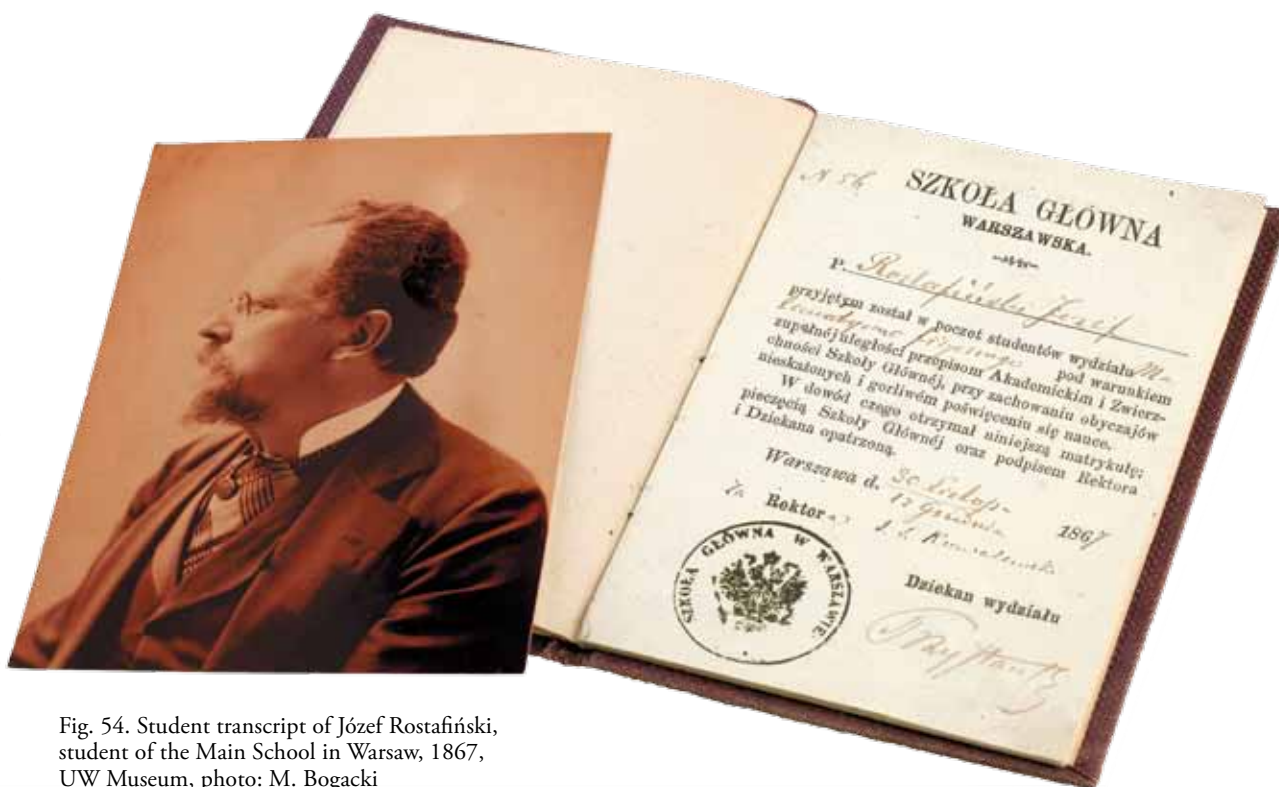 N 56
SZKOŁA GŁÓWNA
WARSZAWSKA.
P. Rostafiński Józef
przyjętym został w poczet studentów wydziału Ma-
pod warunkiem
zupełnéj uległości przepisom Akademickim i Zwierz-
chności Szkoły Głównéj, przy zachowaniu obyczajów
nieskażonych i gorliwém poświęceniu się nauce.
W dowód czego otrzymał niniejszą matrykułę;
pieczęcią Szkoły Głównéj oraz podpisem Rektora
i Dziekana opatrzoną.
Warszawa d. 30 Listop.
12 Grudnia 1867
Rektor
SZKOŁA GŁÓWNA W WARSZAWIE
Dziekan wydziału
Fig. 54. Student transcript of Józef Rostafiński,
student of the Main School in Warsaw, 1867,
UW Museum, photo: M. Bogacki